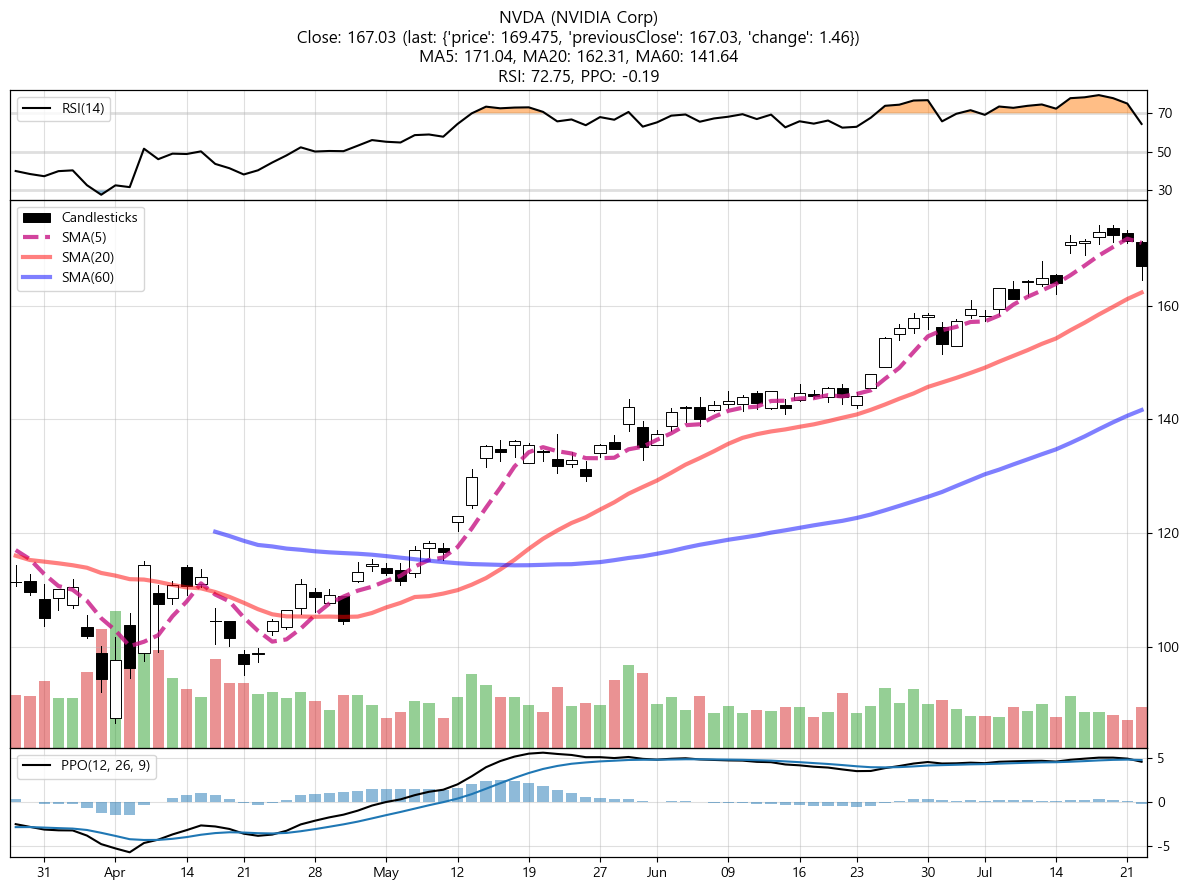 NVDA (NVIDIA Corp)
Close: 167.03 (last: {'price': 169.475, 'previousClose': 167.03, 'change': 1.46})
MA5: 171.04, MA20: 162.31, MA60: 141.64
RSI: 72.75, PPO: -0.19
RSI(14)
70
50
30
Candlesticks
SMA(5)
SMA(20)
SMA(60)
160
140
120
100
PPO(12, 26, 9)
5
0
-5
31 Apr 14 21 28 May 12 19 27 Jun 09 16 23 30 Jul 14 21